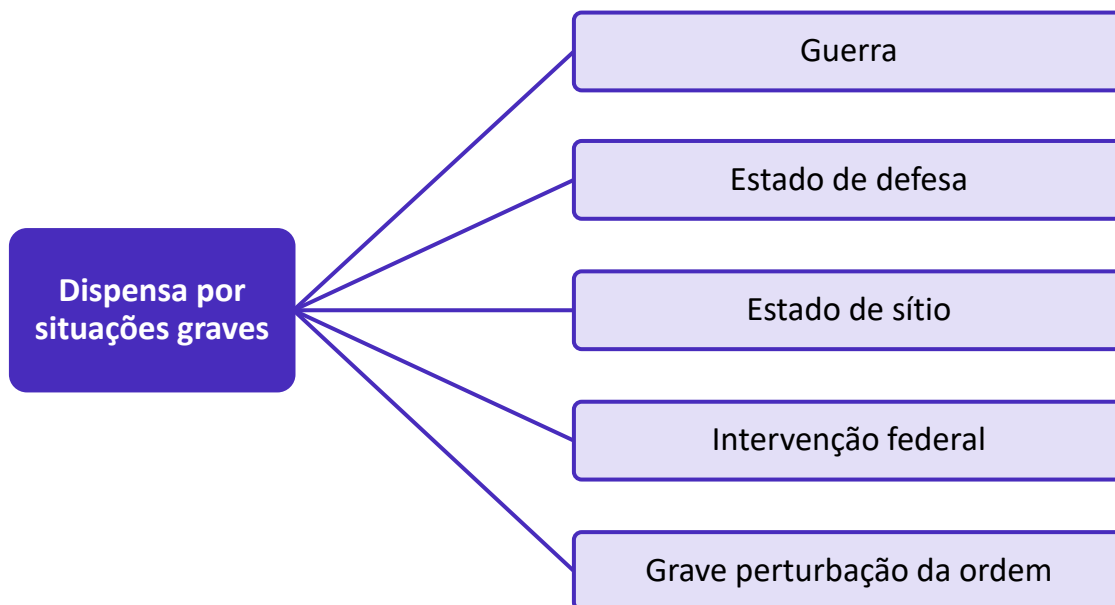 Guerra
Estado de defesa
Dispensa por
situações graves
Estado de sítio
Intervenção federal
Grave perturbação da ordem